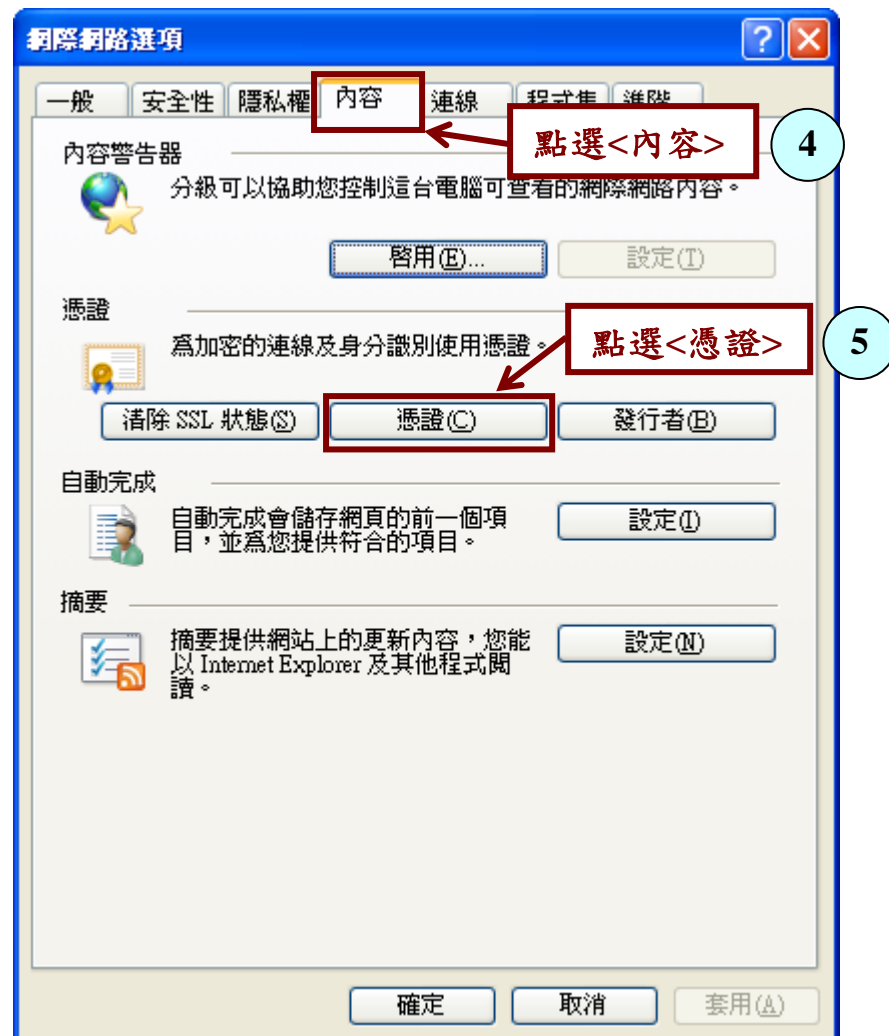 網際網路選項
一般 安全性 隱私權 內容 連線 程式集 進階
點選<內容> 4
內容警告器
分級可以協助您控制這台電腦可查看的網際網路內容。
啓用(E)... 設定(T)
憑證
點選<憑證> 5
爲加密的連線及身分識別使用憑證。
清除 SSL 狀態(S) 憑證(C) 發行者(B)
自動完成
自動完成會儲存網頁的前一個項
目，並爲您提供符合的項目。
設定(I)
摘要
摘要提供網站上的更新內容，您能
以 Internet Explorer 及其他程式閱
讀。
設定(N)
確定 取消 套用(A)